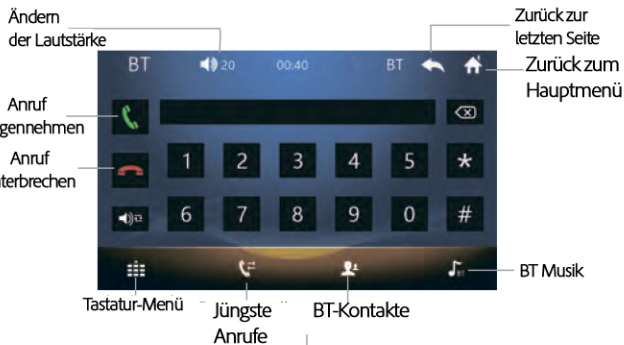 Ändern
der Lautstärke
Zurück zur
letzten Seite
Zurück zum
Hauptmenü
BT 20 00:40 BT
Anruf
gennehmen
Anruf
terbrechen
1 2 3 4 5 *
6 7 8 9 0 #
BT
BT Musik
Tastatur-Menü
Jüngste
Anrufe
BT-Kontakte